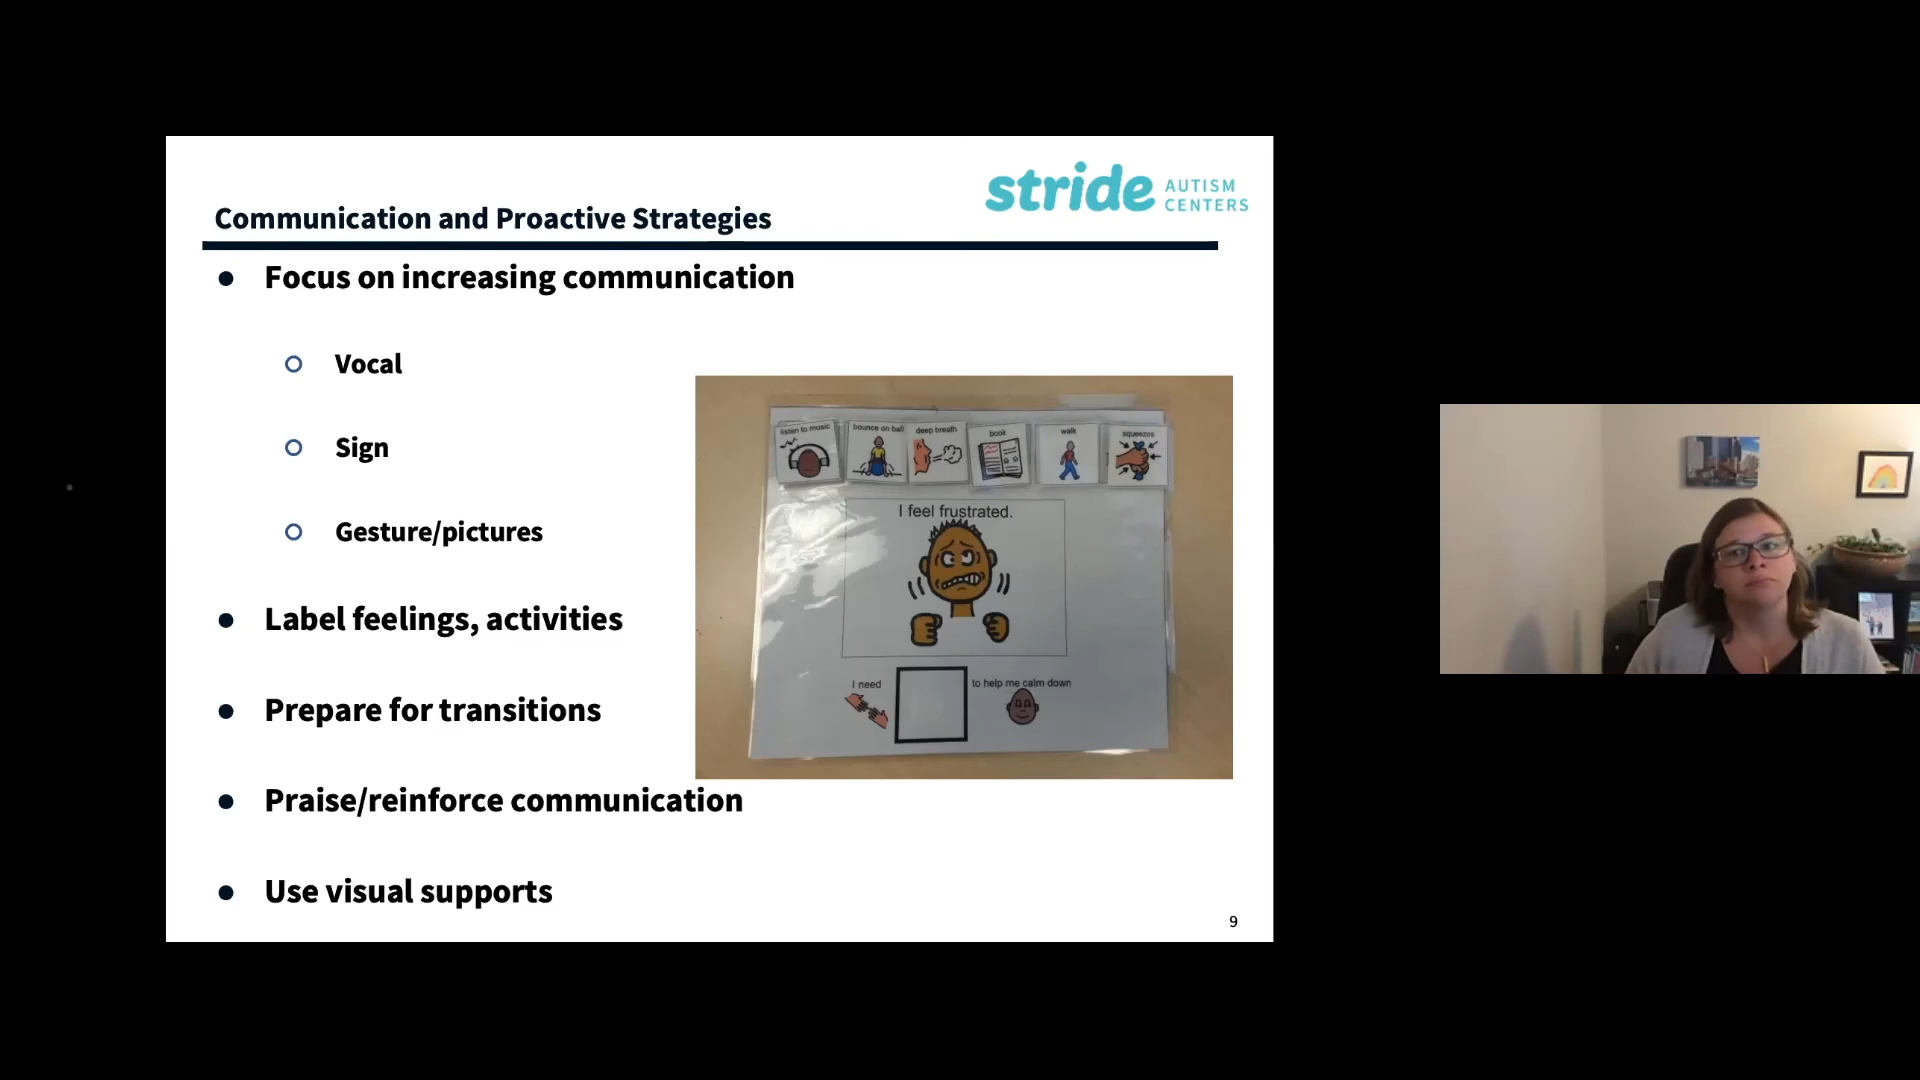 stride AUTISM
CENTERS
Communication and Proactive Strategies
Focus on increasing communication
Vocal
Sign
Gesture/pictures
Label feelings, activities
Prepare for transitions
Praise/reinforce communication
Use visual supports
listen to music
bounce on ball
deep breath
book
walk
squeezes
I feel frustrated.
I need
to help me calm down
9